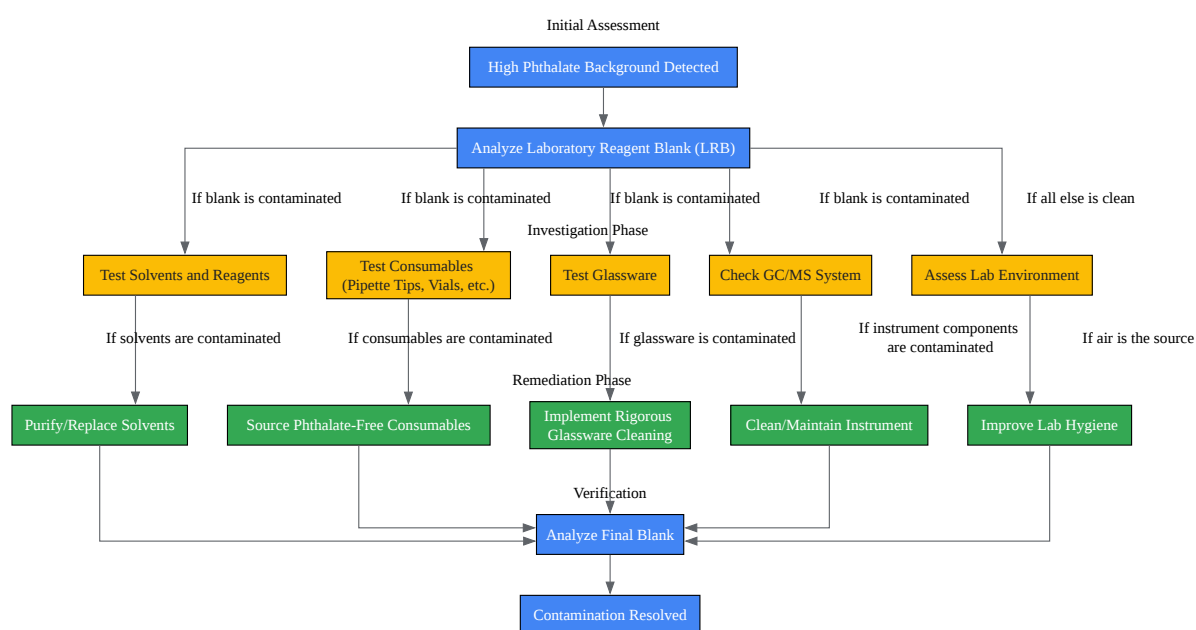 Initial Assessment
High Phthalate Background Detected
Analyze Laboratory Reagent Blank (LRB)
If blank is contaminated
If blank is contaminated
If blank is contaminated
If blank is contaminated
If all else is clean
Investigation Phase
Test Solvents and Reagents
Test Consumables
(Pipette Tips, Vials, etc.)
Test Glassware
Check GC/MS System
Assess Lab Environment
If solvents are contaminated
If consumables are contaminated
If glassware is contaminated
If instrument components
are contaminated
If air is the source
Remediation Phase
Purify/Replace Solvents
Source Phthalate-Free Consumables
Implement Rigorous
Glassware Cleaning
Clean/Maintain Instrument
Improve Lab Hygiene
Verification
Analyze Final Blank
Contamination Resolved